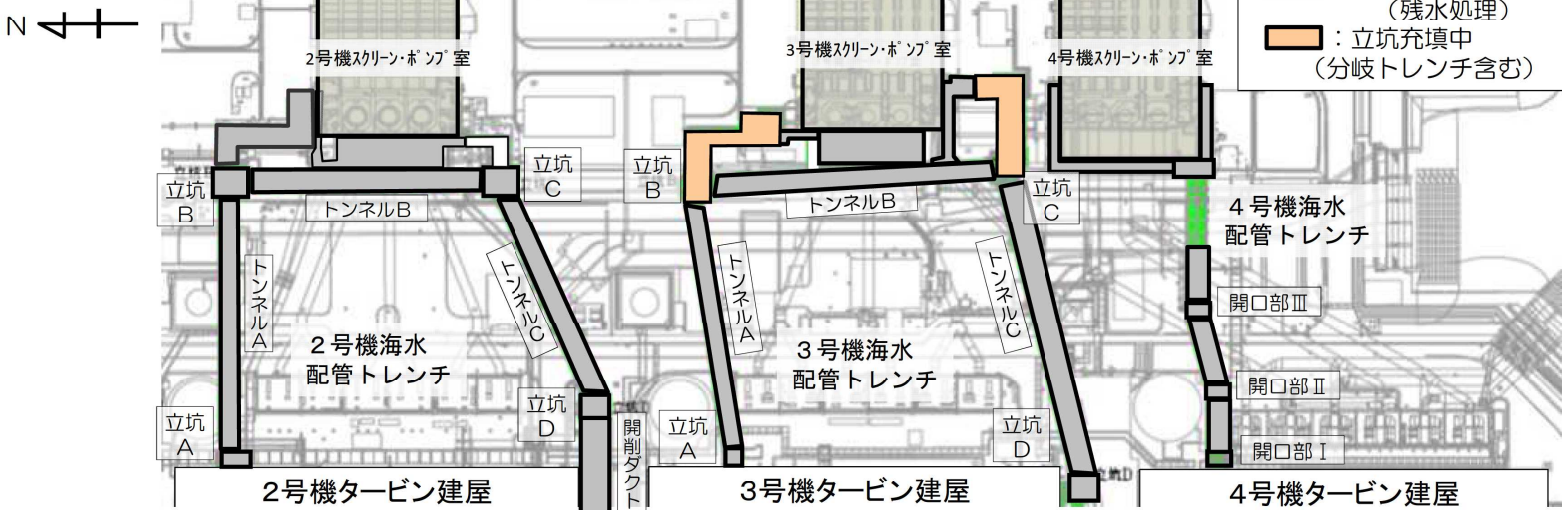 N
(残水処理)
：立坑充填中
(分岐トレンチ含む)
2号機ｽｸﾘｰﾝ･ﾎﾟﾝﾌﾟ室
3号機ｽｸﾘｰﾝ･ﾎﾟﾝﾌﾟ室
4号機ｽｸﾘｰﾝ･ﾎﾟﾝﾌﾟ室
立坑
B
トンネルB
立坑
C
トンネルA
トンネルC
2号機海水
配管トレンチ
立坑
A
立坑
D
開削ダクト
2号機タービン建屋
立坑
B
トンネルB
立坑
C
トンネルA
トンネルC
3号機海水
配管トレンチ
立坑
A
立坑
D
立坑D
3号機タービン建屋
4号機海水
配管トレンチ
開口部Ⅲ
開口部Ⅱ
開口部Ⅰ
4号機タービン建屋